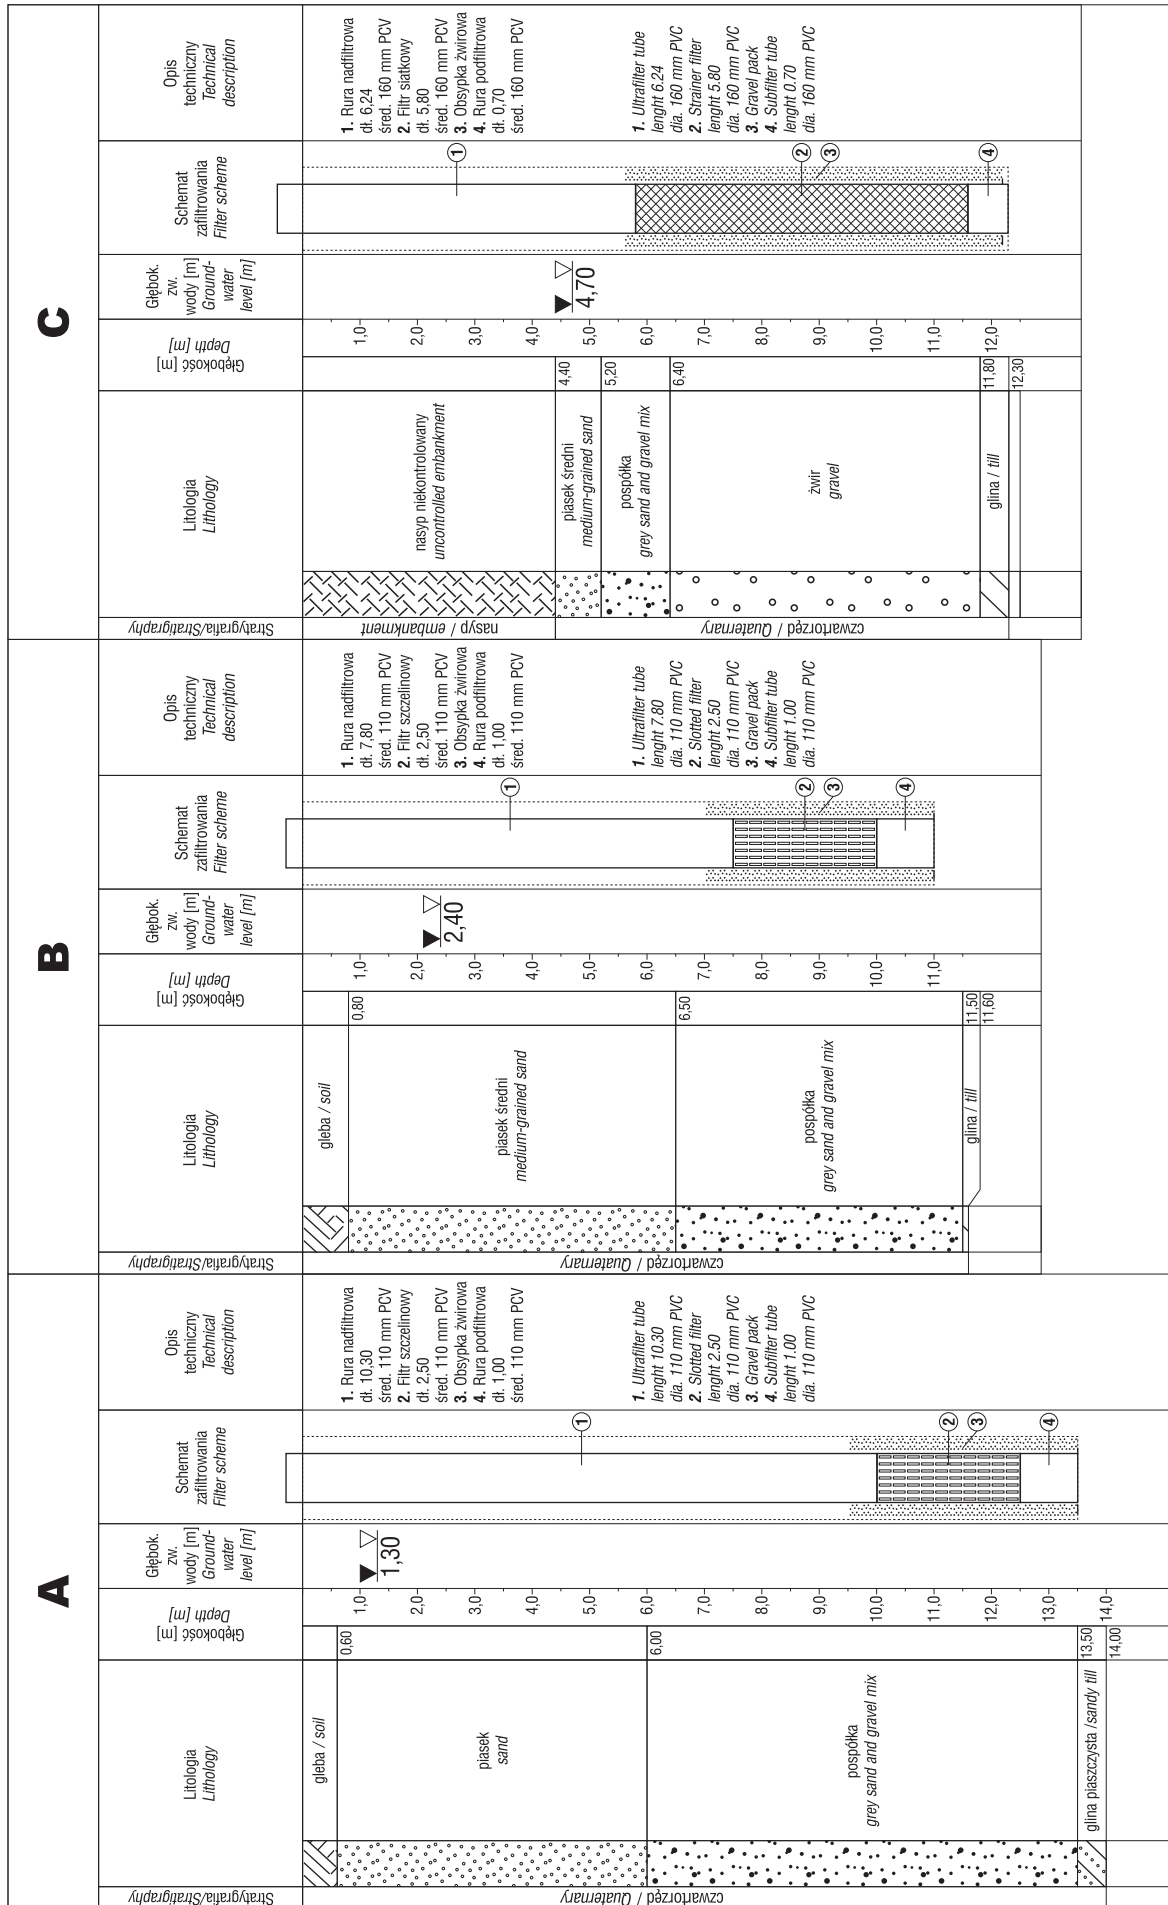 A
Stratygrafia/Stratigraphy
Litologia
Lithology
Głębokość [m]
Depth [m]
Głębok.
zw.
wody [m]
Ground-
water
level [m]
Schemat
zafiltrowania
Filter scheme
Opis
techniczny
Technical
description
czwartorzęd / Quaternary
gleba / soil
piasek
sand
pospółka
grey sand and gravel mix
glina piaszczysta /sandy till
0,60
6,00
13,50
14,00
1,0
2,0
3,0
4,0
5,0
6,0
7,0
8,0
9,0
10,0
11,0
12,0
13,0
14,0
1,30
1
2
3
4
1. Rura nadfiltrowa
dł. 10,30
śred. 110 mm PCV
2. Filtr szczelinowy
dł. 2,50
śred. 110 mm PCV
3. Obsypka żwirowa
4. Rura podfiltrowa
dł. 1,00
śred. 110 mm PCV
1. Ultrafilter tube
lenght 10.30
dia. 110 mm PVC
2. Slotted filter
lenght 2.50
dia. 110 mm PVC
3. Gravel pack
4. Subfilter tube
lenght 1.00
dia. 110 mm PVC
B
Stratygrafia/Stratigraphy
Litologia
Lithology
Głębokość [m]
Depth [m]
Głębok.
zw.
wody [m]
Ground-
water
level [m]
Schemat
zafiltrowania
Filter scheme
Opis
techniczny
Technical
description
czwartorzęd / Quaternary
gleba / soil
piasek średni
medium-grained sand
pospółka
grey sand and gravel mix
glina / till
0,80
6,50
11,50
11,60
1,0
2,0
3,0
4,0
5,0
6,0
7,0
8,0
9,0
10,0
11,0
2,40
1
2
3
4
1. Rura nadfiltrowa
dł. 7,80
śred. 110 mm PCV
2. Filtr szczelinowy
dł. 2,50
śred. 110 mm PCV
3. Obsypka żwirowa
4. Rura podfiltrowa
dł. 1,00
śred. 110 mm PCV
1. Ultrafilter tube
lenght 7.80
dia. 110 mm PVC
2. Slotted filter
lenght 2.50
dia. 110 mm PVC
3. Gravel pack
4. Subfilter tube
lenght 1.00
dia. 110 mm PVC
C
Stratygrafia/Stratigraphy
Litologia
Lithology
Głębokość [m]
Depth [m]
Głębok.
zw.
wody [m]
Ground-
water
level [m]
Schemat
zafiltrowania
Filter scheme
Opis
techniczny
Technical
description
nasyp / embankment
czwartorzęd / Quaternary
nasyp niekontrolowany
uncontrolled embankment
piasek średni
medium-grained sand
pospółka
grey sand and gravel mix
żwir
gravel
glina / till
4,40
5,20
6,40
11,80
12,30
1,0
2,0
3,0
4,0
5,0
6,0
7,0
8,0
9,0
10,0
11,0
12,0
4,70
1
2
3
4
1. Rura nadfiltrowa
dł. 6,24
śred. 160 mm PCV
2. Filtr siatkowy
dł. 5,80
śred. 160 mm PCV
3. Obsypka żwirowa
4. Rura podfiltrowa
dł. 0,70
śred. 160 mm PCV
1. Ultrafilter tube
lenght 6.24
dia. 160 mm PVC
2. Strainer filter
lenght 5.80
dia. 160 mm PVC
3. Gravel pack
4. Subfilter tube
lenght 0.70
dia. 160 mm PVC